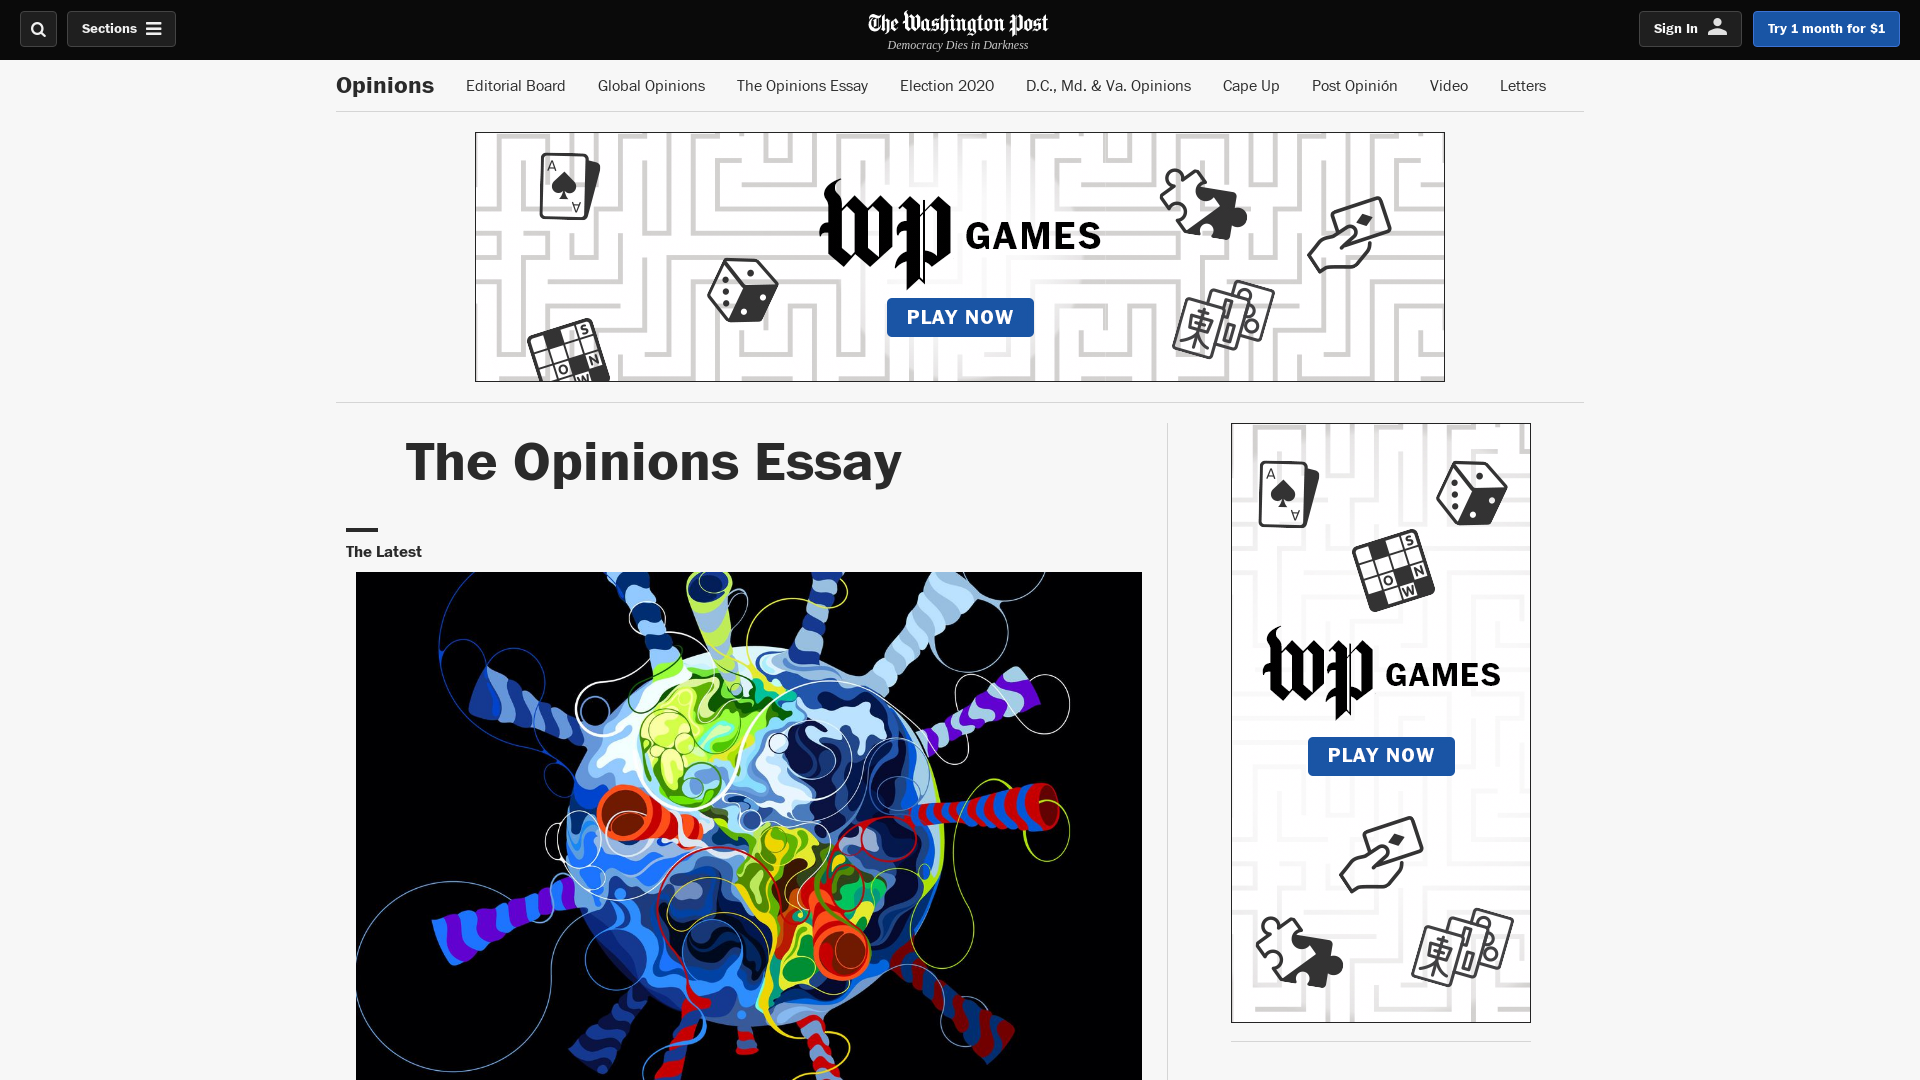 Sections
The Washington Post
Democracy Dies in Darkness
Sign In
Try 1 month for $1
Opinions
Editorial Board
Global Opinions
The Opinions Essay
Election 2020
D.C., Md. & Va. Opinions
Cape Up
Post Opinión
Video
Letters
A
A
S
O
N
W
wp GAMES
PLAY NOW
東
The Opinions Essay
The Latest
A
A
S
O
N
W
wp GAMES
PLAY NOW
東